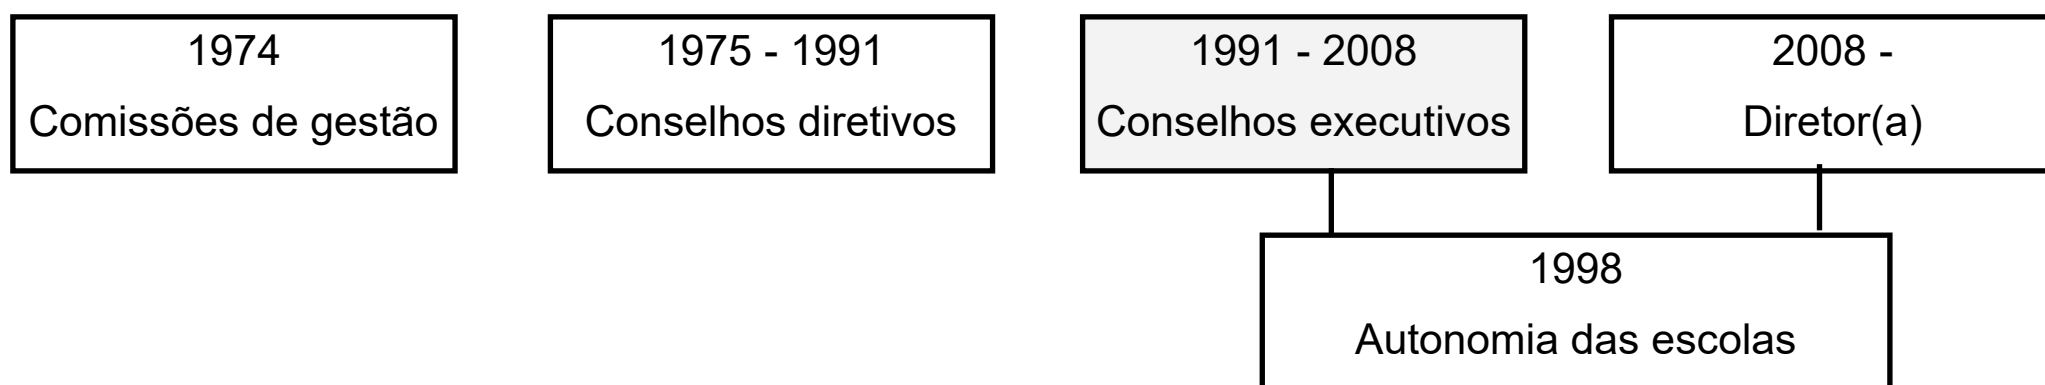 1974
Comissões de gestão
1975 - 1991
Conselhos diretivos
1991 - 2008
Conselhos executivos
2008 -
Diretor(a)
1998
Autonomia das escolas